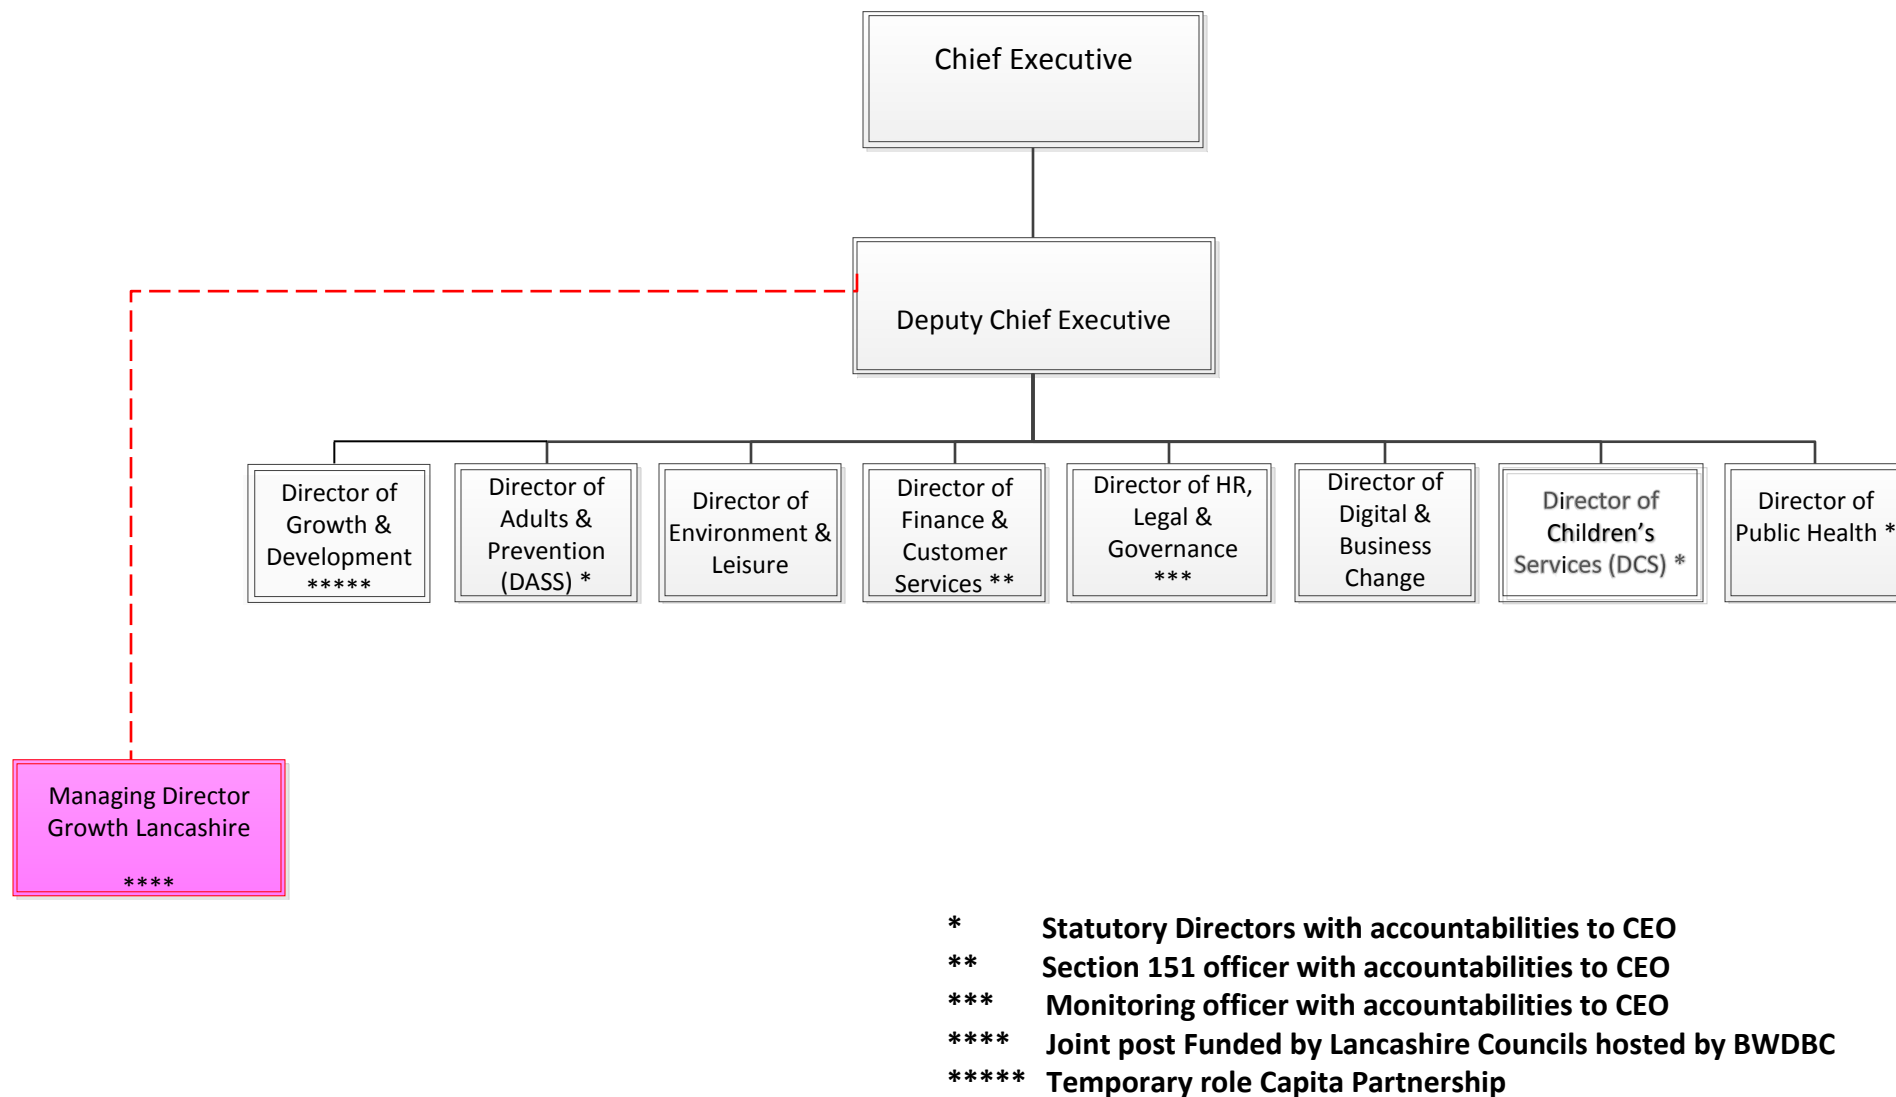 Chief Executive
Deputy Chief Executive
Director of
Growth &
Development
*****
Director of
Adults &
Prevention
(DASS) *
Director of
Environment &
Leisure
Director of
Finance &
Customer
Services **
Director of HR,
Legal &
Governance
***
Director of
Digital &
Business
Change
Director of
Children’s
Services (DCS) *
Director of
Public Health *
Managing Director
Growth Lancashire
****
* Statutory Directors with accountabilities to CEO
** Section 151 officer with accountabilities to CEO
*** Monitoring officer with accountabilities to CEO
**** Joint post Funded by Lancashire Councils hosted by BWDBC
***** Temporary role Capita Partnership